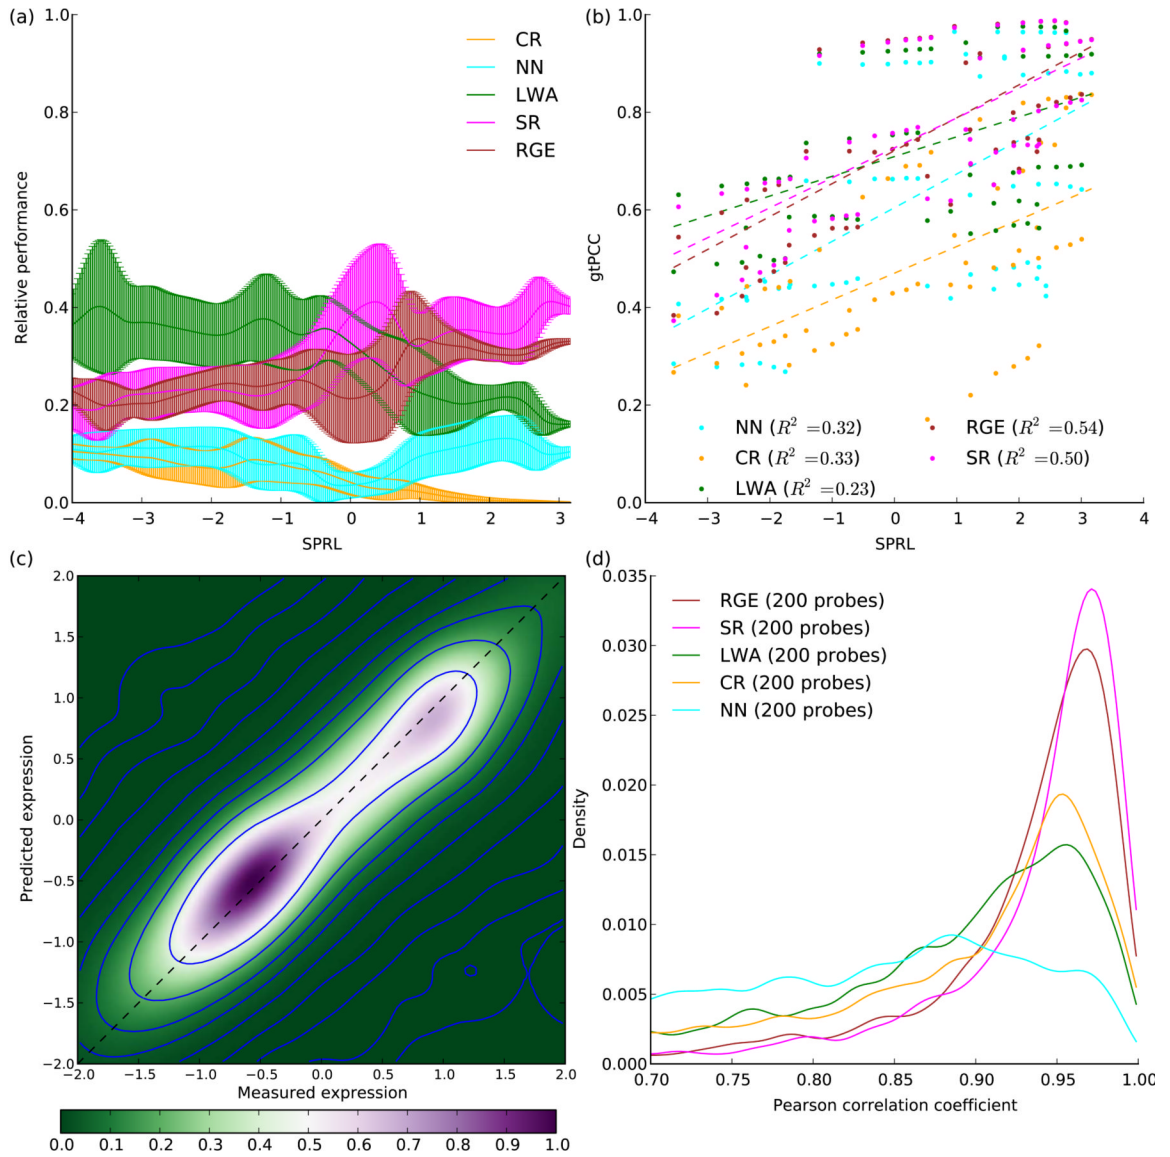 (a)
1.0
0.8
0.6
0.4
0.2
0.0
Relative performance
CR
NN
LWA
SR
RGE
−4 −3 −2 −1 0 1 2 3
SPRL
(b)
1.0
0.8
0.6
0.4
0.2
0.0
gtPCC
NN (R² =0.32)
CR (R² =0.33)
LWA (R² =0.23)
RGE (R² =0.54)
SR (R² =0.50)
−4 −3 −2 −1 0 1 2 3 4
SPRL
(c)
2.0
1.5
1.0
0.5
0.0
−0.5
−1.0
−1.5
−2.0
Predicted expression
−2.0 −1.5 −1.0 −0.5 0.0 0.5 1.0 1.5 2.0
Measured expression
0.0 0.1 0.2 0.3 0.4 0.5 0.6 0.7 0.8 0.9 1.0
(d)
0.035
0.030
0.025
0.020
0.015
0.010
0.005
0.000
Density
RGE (200 probes)
SR (200 probes)
LWA (200 probes)
CR (200 probes)
NN (200 probes)
0.70 0.75 0.80 0.85 0.90 0.95 1.00
Pearson correlation coefficient